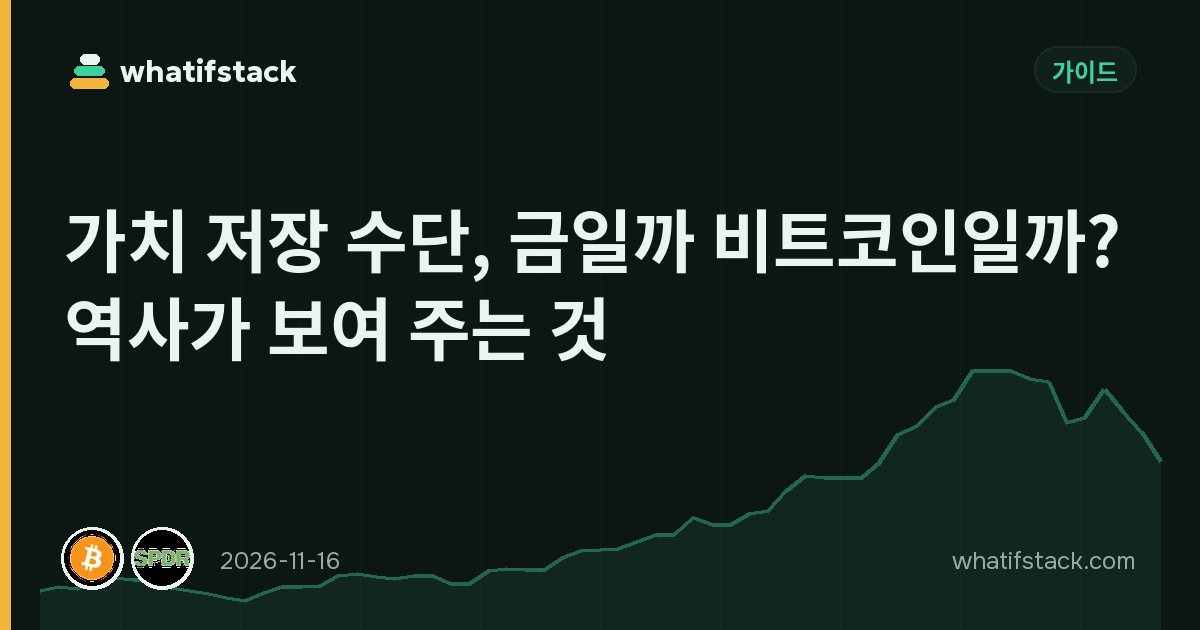 whatifstack
가이드
가치 저장 수단, 금일까 비트코인일까?
역사가 보여 주는 것
SPDR
2026-11-16
whatifstack.com